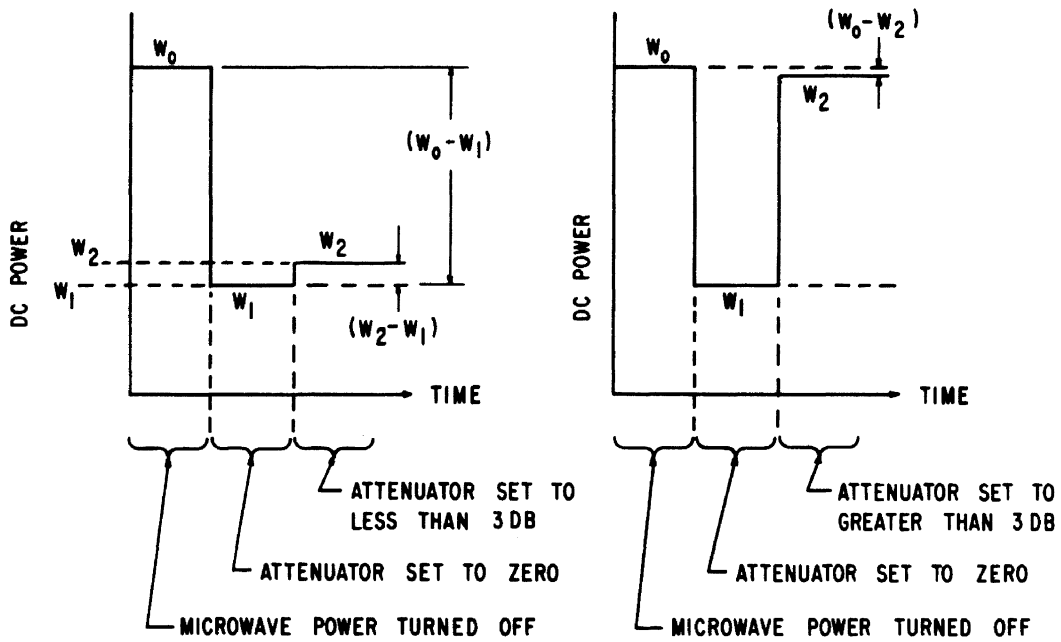 W0
(W0-W1)
W2
W2
W1
W1
(W2-W1)
DC POWER
TIME
ATTENUATOR SET TO
LESS THAN 3 DB
ATTENUATOR SET TO ZERO
MICROWAVE POWER TURNED OFF
(W0-W2)
W0
W2
W1
DC POWER
TIME
ATTENUATOR SET TO
GREATER THAN 3 DB
ATTENUATOR SET TO ZERO
MICROWAVE POWER TURNED OFF